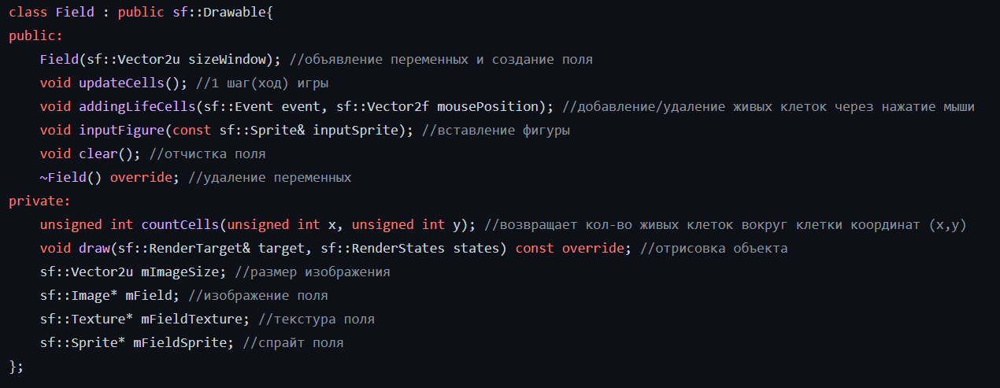 class Field : public sf::Drawable{
public:
    Field(sf::Vector2u sizeWindow); //объявление переменных и создание поля
    void updateCells(); //1 шаг(ход) игры
    void addingLifeCells(sf::Event event, sf::Vector2f mousePosition); //добавление/удаление живых клеток через нажатие мыши
    void inputFigure(const sf::Sprite& inputSprite); //вставление фигуры
    void clear(); //отчистка поля
    ~Field() override; //удаление переменных
private:
    unsigned int countCells(unsigned int x, unsigned int y); //возвращает кол-во живых клеток вокруг клетки координат (x,y)
    void draw(sf::RenderTarget& target, sf::RenderStates states) const override; //отрисовка объекта
    sf::Vector2u mImageSize; //размер изображения
    sf::Image* mField; //изображение поля
    sf::Texture* mFieldTexture; //текстура поля
    sf::Sprite* mFieldSprite; //спрайт поля
};